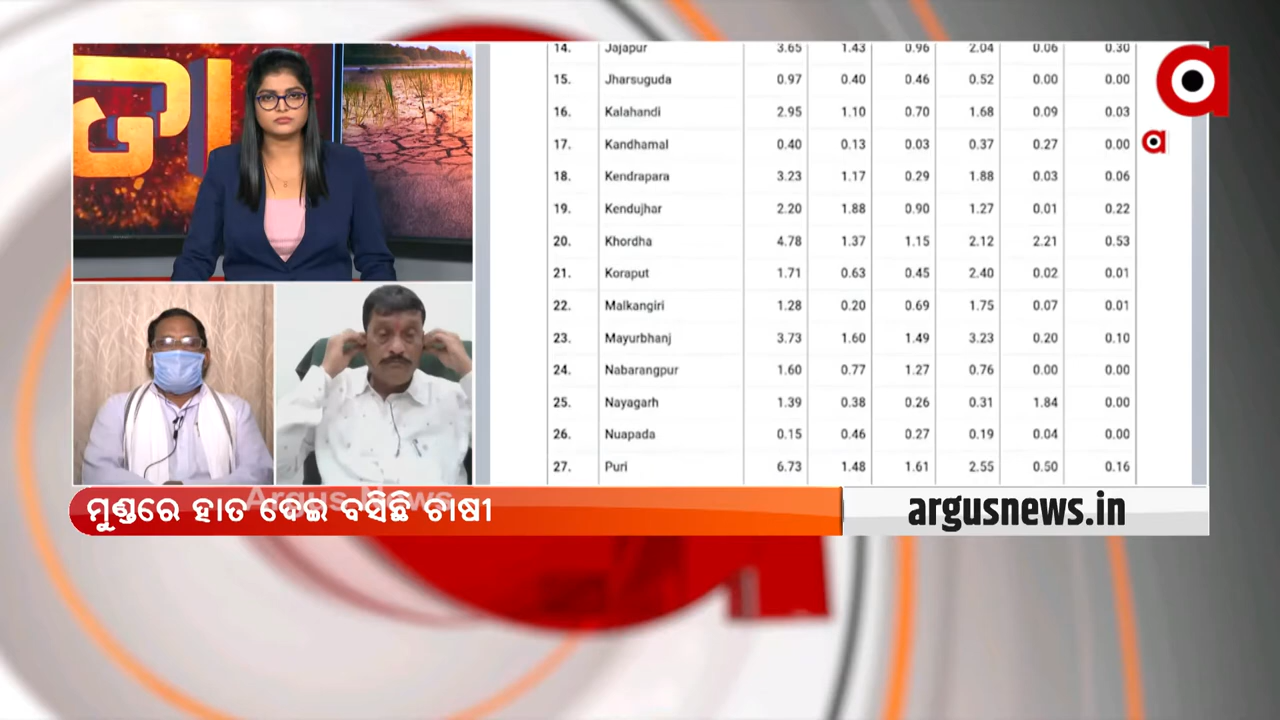 14. Jajapur 3.65 1.43 0.96 2.04 0.06 0.30
15. Jharsuguda 0.97 0.40 0.46 0.52 0.00 0.00
16. Kalahandi 2.95 1.10 0.70 1.68 0.09 0.03
17. Kandhamal 0.40 0.13 0.03 0.37 0.27 0.00
18. Kendrapara 3.23 1.17 0.29 1.88 0.03 0.06
19. Kendujhar 2.20 1.88 0.90 1.27 0.01 0.22
20. Khordha 4.78 1.37 1.15 2.12 2.21 0.53
21. Koraput 1.71 0.63 0.45 2.40 0.02 0.01
22. Malkangiri 1.28 0.20 0.69 1.75 0.07 0.01
23. Mayurbhanj 3.73 1.60 1.49 3.23 0.20 0.10
24. Nabarangpur 1.60 0.77 1.27 0.76 0.00 0.00
25. Nayagarh 1.39 0.38 0.26 0.31 1.84 0.00
26. Nuapada 0.15 0.46 0.27 0.19 0.04 0.00
27. Puri 6.73 1.48 1.61 2.55 0.50 0.16
Argus News
ମୁଣ୍ଡରେ ହାତ ଦେଇ ବସିଛି ଚାଷୀ
argusnews.in